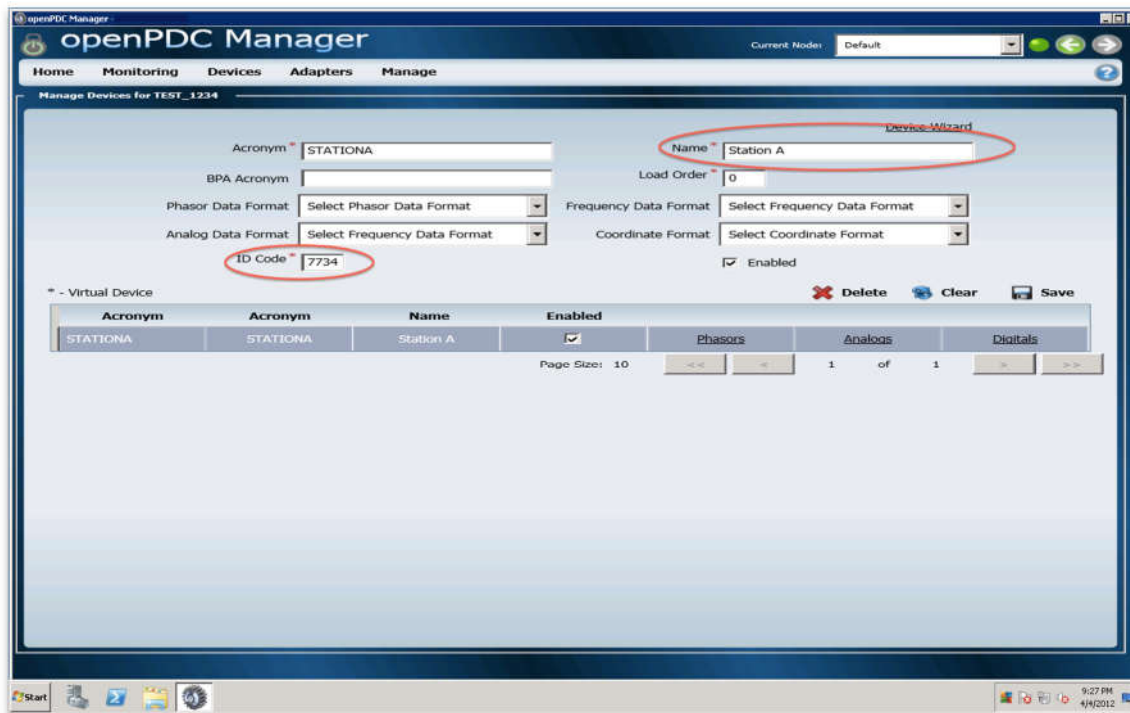 openPDC Manager -
openPDC Manager
Current Node: Default
Home Monitoring Devices Adapters Manage
Manage Devices for TEST_1234
Device Wizard
Acronym * STATIONA Name * Station A
BPA Acronym Load Order * 0
Phasor Data Format Select Phasor Data Format Frequency Data Format Select Frequency Data Format
Analog Data Format Select Frequency Data Format Coordinate Format Select Coordinate Format
ID Code * 7734 Enabled
* - Virtual Device Delete Clear Save
Acronym Acronym Name Enabled
STATIONA STATIONA Station A Phasors Analogs Digitals
Page Size: 10 << < 1 of 1 > >>
Start
9:27 PM
4/4/2012